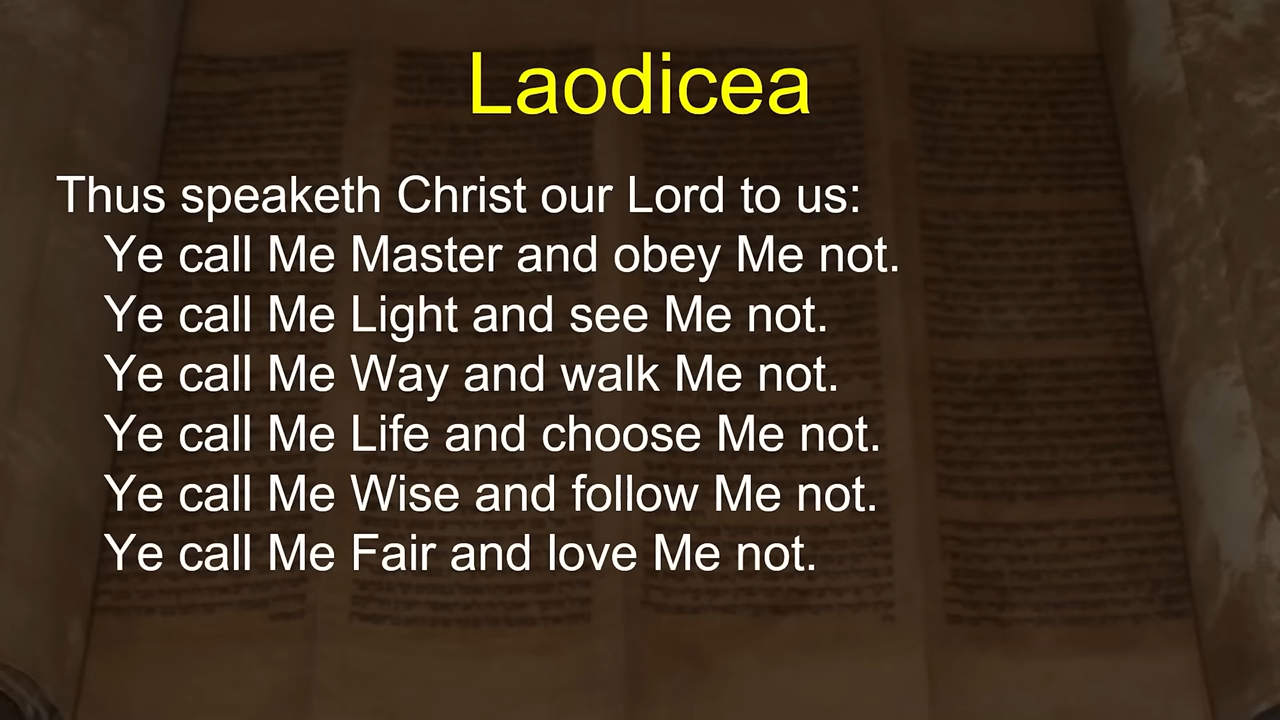 Laodicea
Thus speaketh Christ our Lord to us:
Ye call Me Master and obey Me not.
Ye call Me Light and see Me not.
Ye call Me Way and walk Me not.
Ye call Me Life and choose Me not.
Ye call Me Wise and follow Me not.
Ye call Me Fair and love Me not.